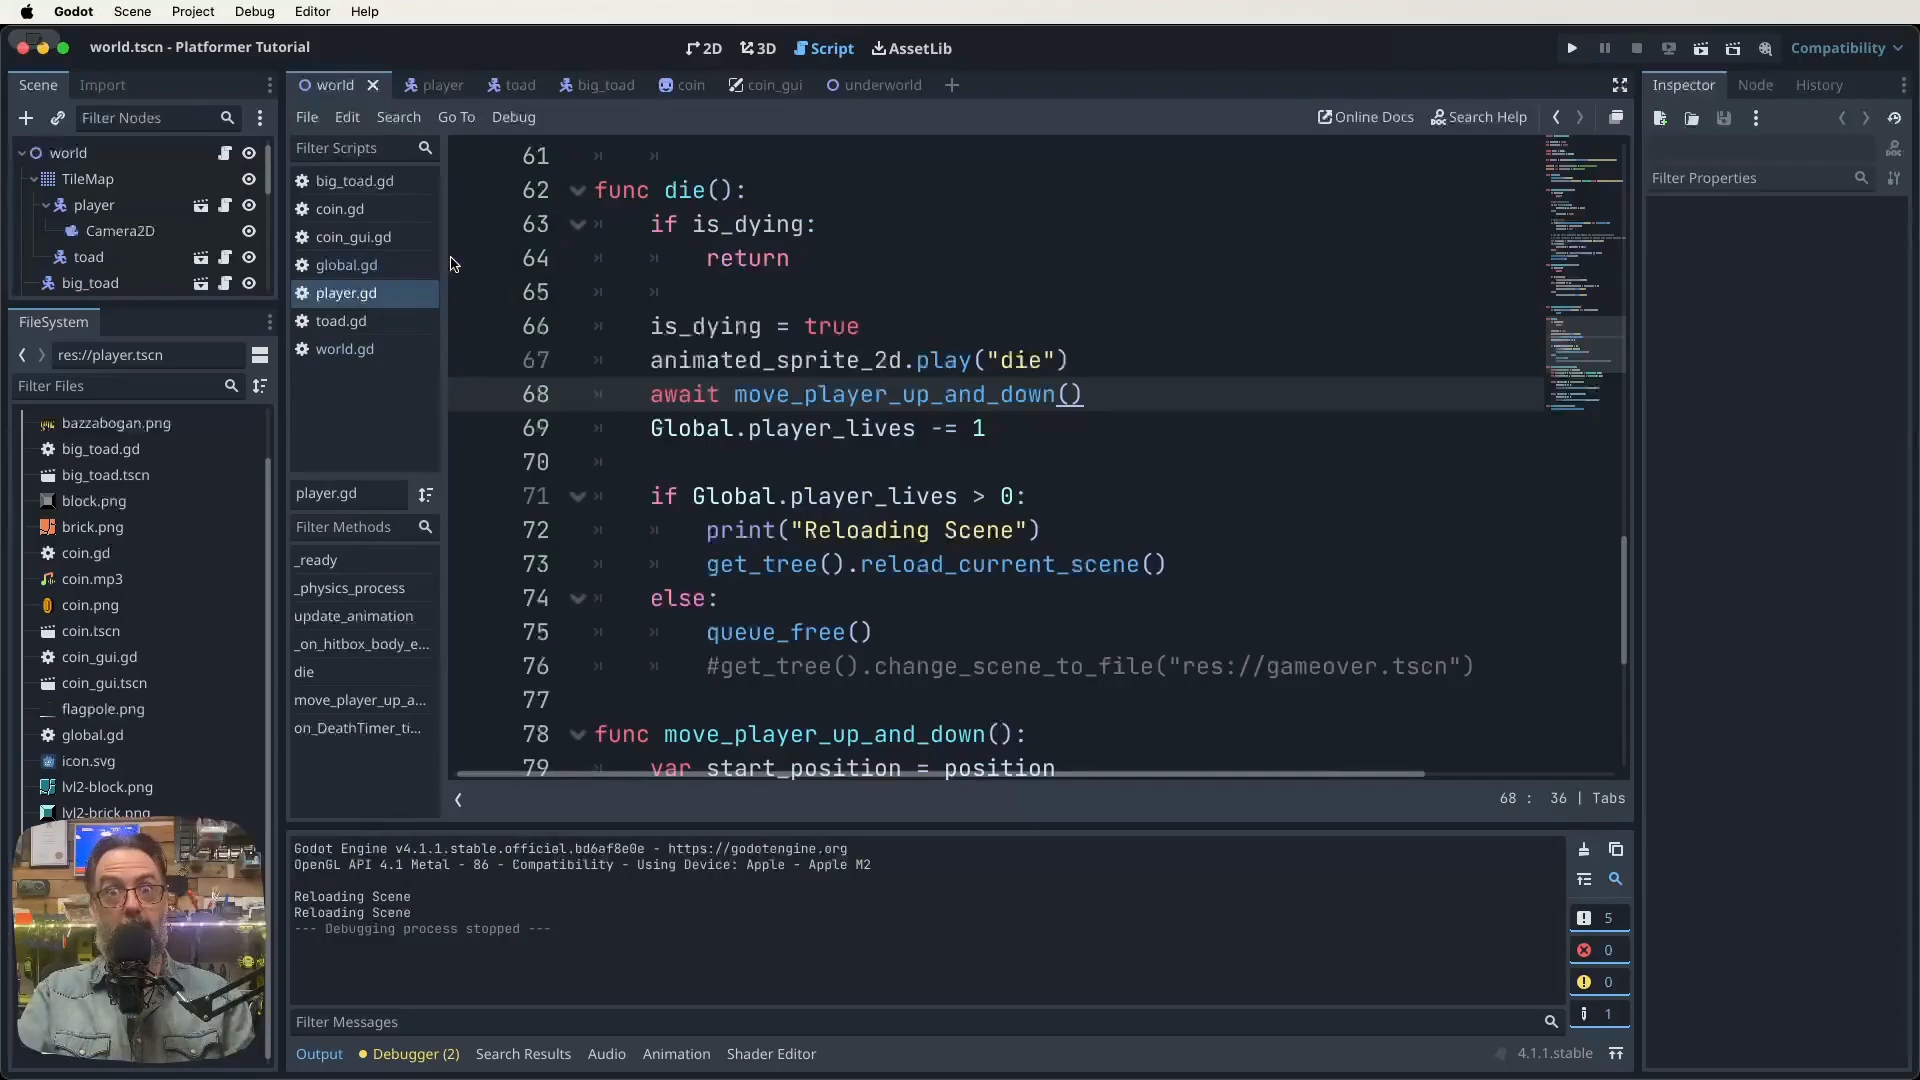 Godot Scene Project Debug Editor Help
world.tscn - Platformer Tutorial
2D 3D Script AssetLib
Compatibility
Scene Import
world player toad big_toad coin coin_gui underworld
Inspector Node History
Filter Nodes
File Edit Search Go To Debug
Online Docs Search Help
Filter Properties
world
TileMap
player
Camera2D
toad
big_toad
FileSystem
res://player.tscn
Filter Files
bazzabogan.png
big_toad.gd
big_toad.tscn
block.png
brick.png
coin.gd
coin.mp3
coin.png
coin.tscn
coin_gui.gd
coin_gui.tscn
flagpole.png
global.gd
icon.svg
lvl2-block.png
lvl2-brick.png
Filter Scripts
big_toad.gd
coin.gd
coin_gui.gd
global.gd
player.gd
toad.gd
world.gd
player.gd
Filter Methods
_ready
_physics_process
update_animation
_on_hitbox_body_e...
die
move_player_up_a...
on_DeathTimer_ti...
61
62 func die():
63 if is_dying:
64 return
65
66 is_dying = true
67 animated_sprite_2d.play("die")
68 await move_player_up_and_down()
69 Global.player_lives -= 1
70
71 if Global.player_lives > 0:
72 print("Reloading Scene")
73 get_tree().reload_current_scene()
74 else:
75 queue_free()
76 #get_tree().change_scene_to_file("res://gameover.tscn")
77
78 func move_player_up_and_down():
79 var start_position = position
68 : 36 | Tabs
Godot Engine v4.1.1.stable.official.bd6af8e0e - https://godotengine.org
OpenGL API 4.1 Metal - 86 - Compatibility - Using Device: Apple - Apple M2
Reloading Scene
Reloading Scene
--- Debugging process stopped ---
5
0
0
1
Filter Messages
Output Debugger (2) Search Results Audio Animation Shader Editor
4.1.1.stable